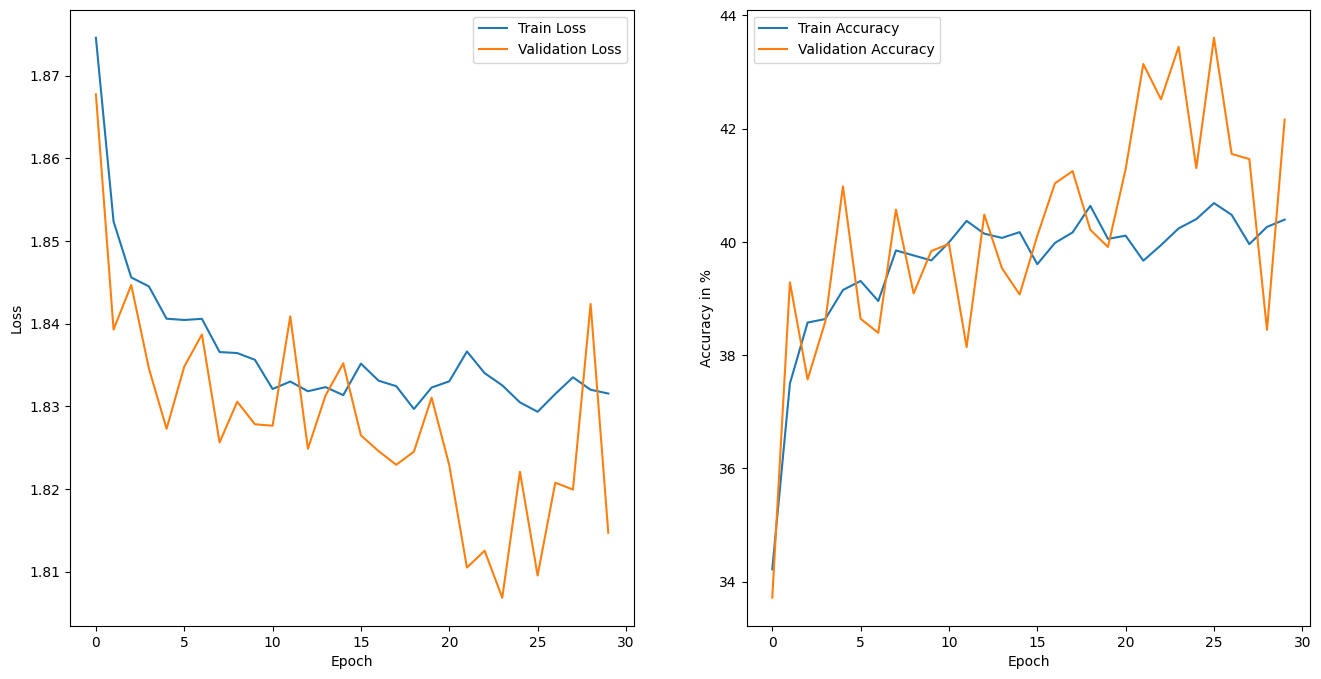 Train Loss
Validation Loss
1.87
1.86
1.85
1.84
1.83
1.82
1.81
Loss
0 5 10 15 20 25 30
Epoch
Train Accuracy
Validation Accuracy
44
42
40
38
36
34
Accuracy in %
0 5 10 15 20 25 30
Epoch